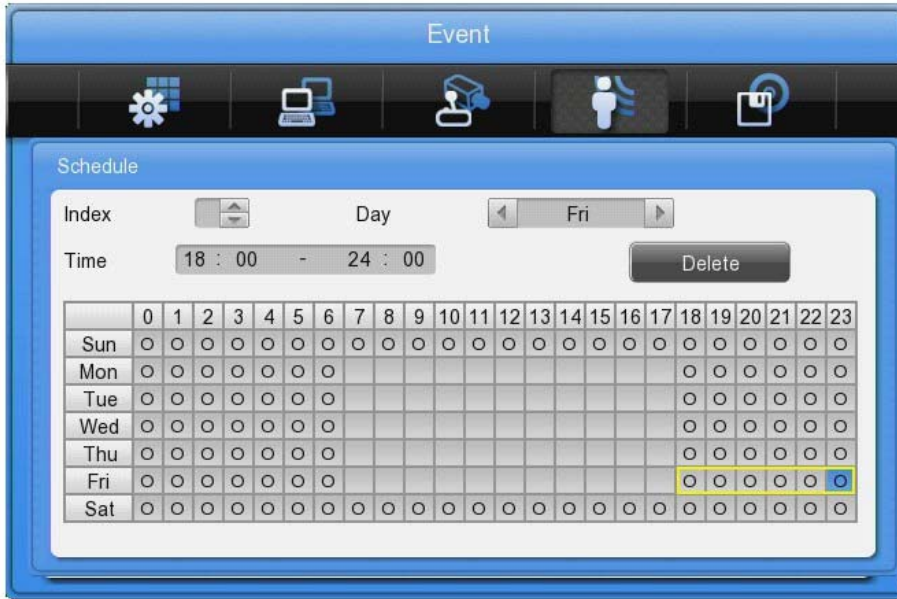 Event
Schedule
Index Day Fri
Time 18 : 00 - 24 : 00 Delete
0 1 2 3 4 5 6 7 8 9 10 11 12 13 14 15 16 17 18 19 20 21 22 23
Sun O O O O O O O O O O O O O O O O O O O O O O O O
Mon O O O O O O O O O O O O O
Tue O O O O O O O O O O O O O
Wed O O O O O O O O O O O O O
Thu O O O O O O O O O O O O O
Fri O O O O O O O O O O O O O
Sat O O O O O O O O O O O O O O O O O O O O O O O O